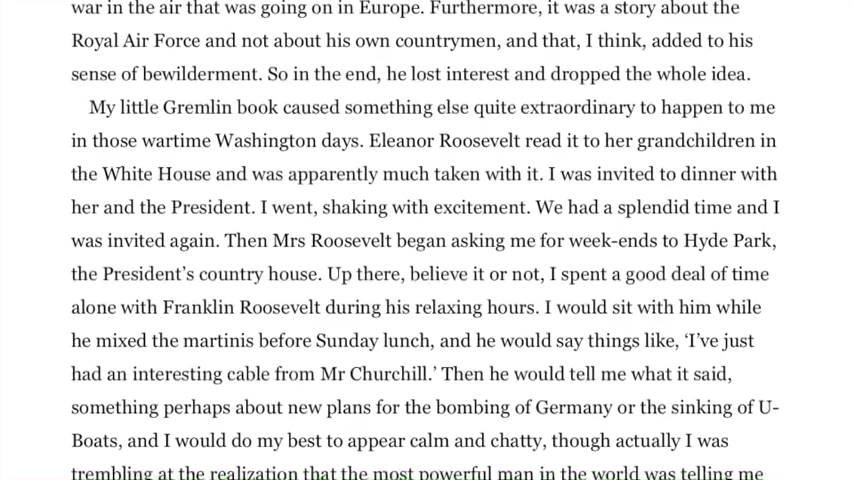 war in the air that was going on in Europe. Furthermore, it was a story about the
Royal Air Force and not about his own countrymen, and that, I think, added to his
sense of bewilderment. So in the end, he lost interest and dropped the whole idea.
My little Gremlin book caused something else quite extraordinary to happen to me
in those wartime Washington days. Eleanor Roosevelt read it to her grandchildren in
the White House and was apparently much taken with it. I was invited to dinner with
her and the President. I went, shaking with excitement. We had a splendid time and I
was invited again. Then Mrs Roosevelt began asking me for week-ends to Hyde Park,
the President’s country house. Up there, believe it or not, I spent a good deal of time
alone with Franklin Roosevelt during his relaxing hours. I would sit with him while
he mixed the martinis before Sunday lunch, and he would say things like, ‘I’ve just
had an interesting cable from Mr Churchill.’ Then he would tell me what it said,
something perhaps about new plans for the bombing of Germany or the sinking of U-
Boats, and I would do my best to appear calm and chatty, though actually I was
trembling at the realization that the most powerful man in the world was telling me